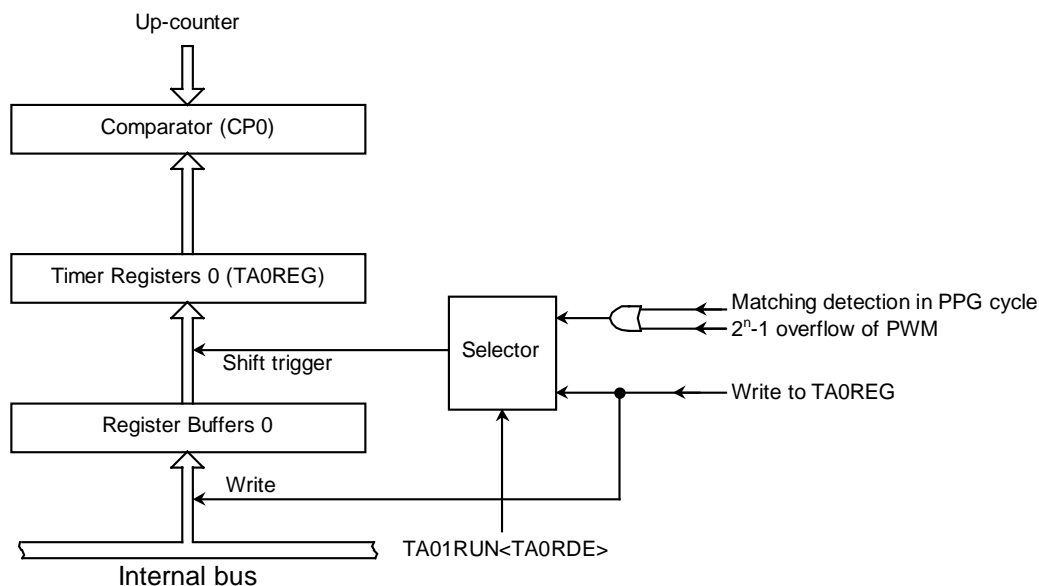 Up-counter
Comparator (CP0)
Timer Registers 0 (TA0REG)
Matching detection in PPG cycle
2ⁿ-1 overflow of PWM
Selector
Shift trigger
Write to TA0REG
Register Buffers 0
Write
TA01RUN<TA0RDE>
Internal bus